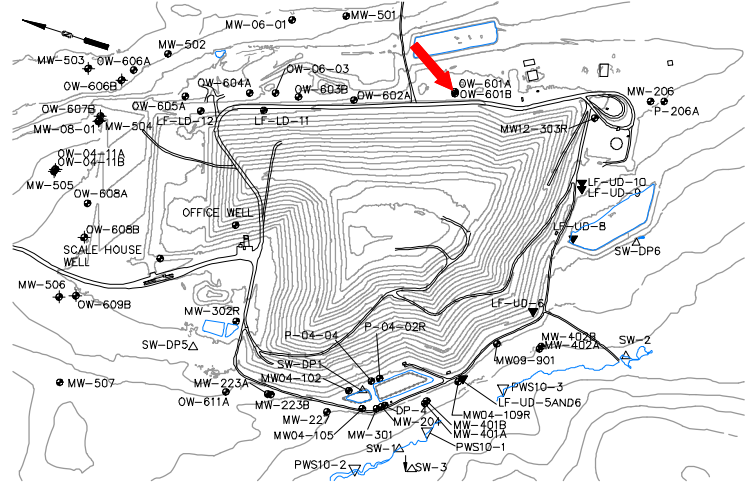 MW-501
MW-06-01
MW-502
MW-503
OW-606A
OW-06-03
OW-606B
OW-604A
OW-603B
OW-601A
OW-601B
MW-206
OW-602A
OW-607B
OW-605A
P-206A
MW-08-01
MW-504
LF-LD-12
LF-LD-11
MW12-303R
OW-04-11A
OW-04-11B
MW-505
LF-UD-10
LF-UD-9
OW-608A
OFFICE WELL
OW-608B
LF-UD-8
SCALE HOUSE
WELL
SW-DP6
MW-506
OW-609B
LF-UD-6
MW-302R
P-04-04
P-04-02R
MW-402B
MW-402A
SW-2
SW-DP5
SW-DP1
MW09-901
MW04-102
MW-507
MW-223A
PWS10-3
OW-611A
MW-223B
LF-UD-5AND6
MW-227
DP-4
MW04-109R
MW04-105
MW-204
MW-301
MW-401B
MW-401A
SW-1
PWS10-1
PWS10-2
SW-3